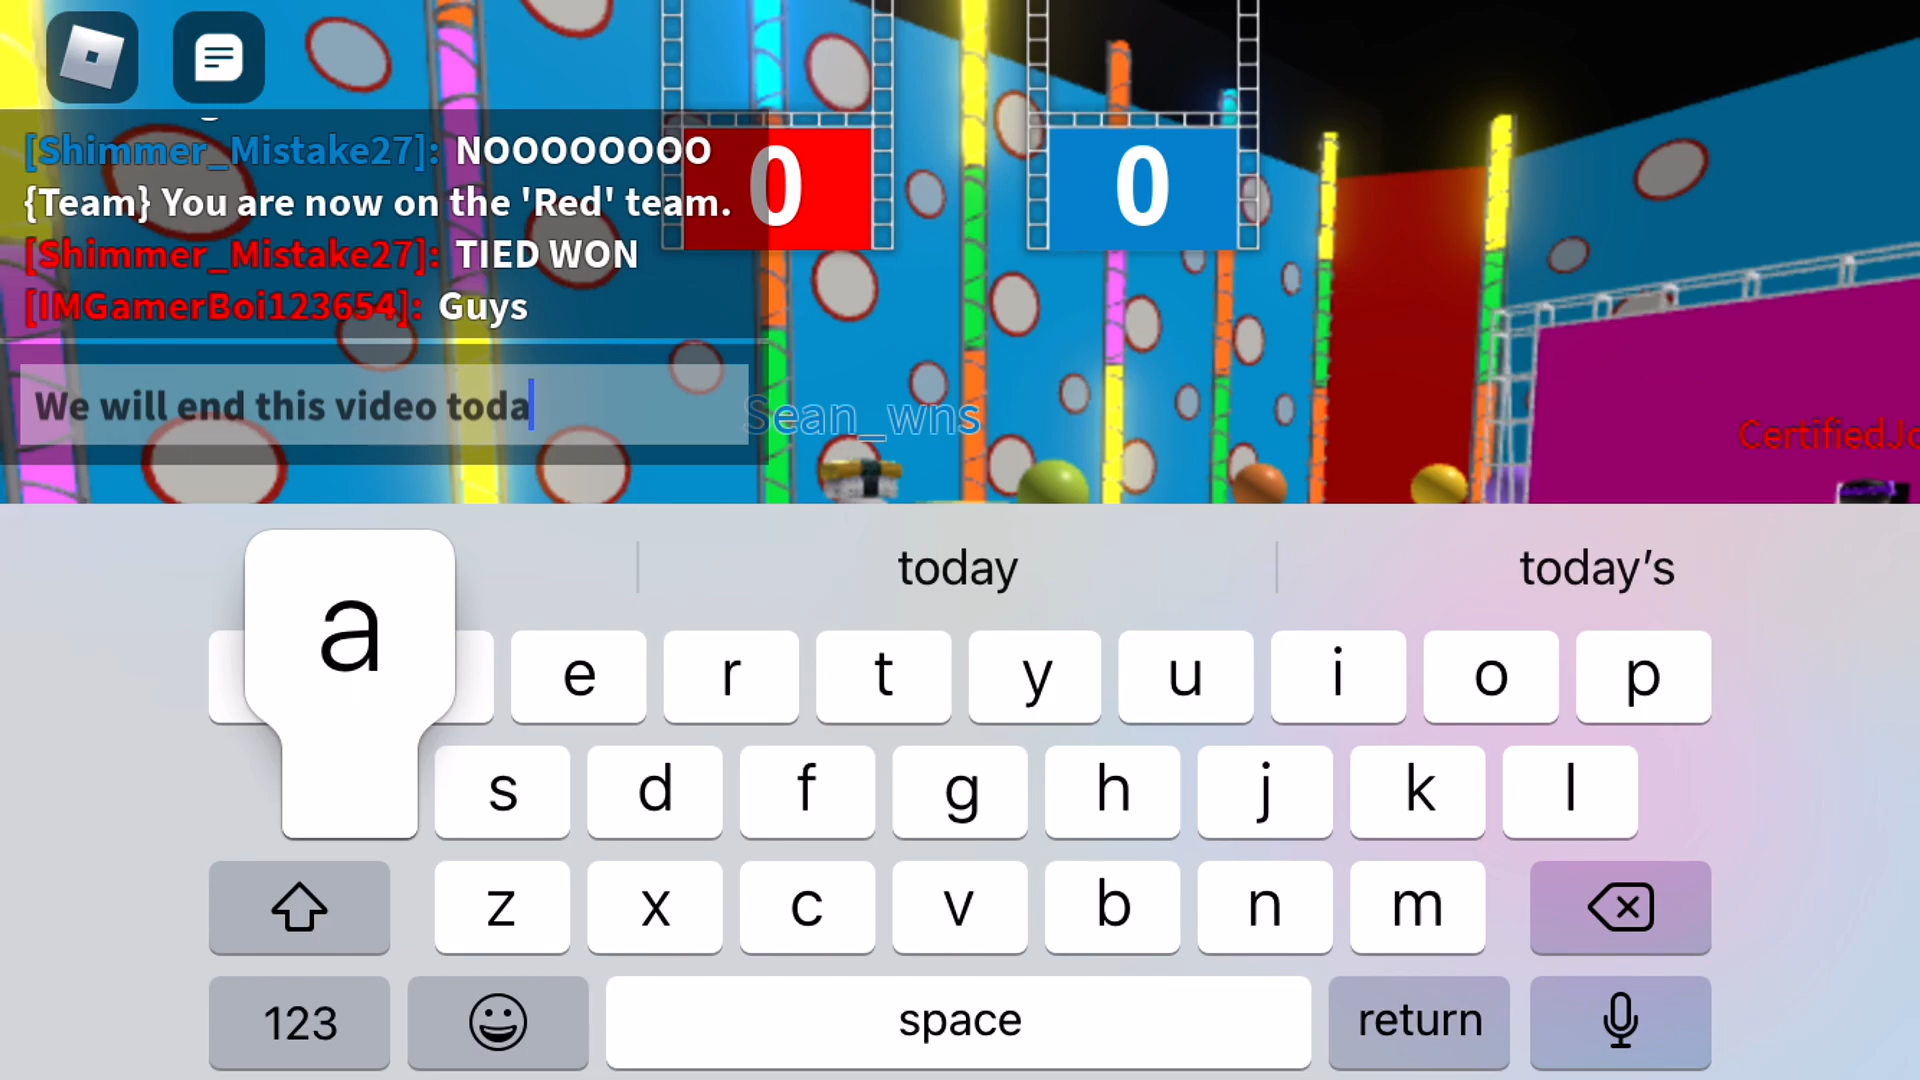 [Shimmer_Mistake27]: NOOOOOOOO
{Team} You are now on the 'Red' team.
[Shimmer_Mistake27]: TIED WON
[IMGamerBoi123654]: Guys
0
0
We will end this video toda
Sean_wns
CertifiedJo
today
today's
a
e r t y u i o p
s d f g h j k l
z x c v b n m
123
space
return